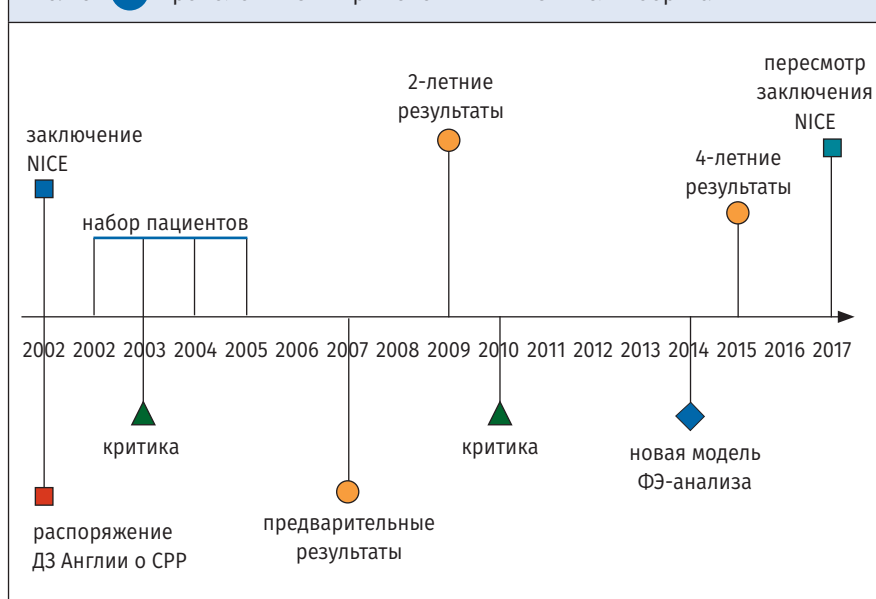 2-летние
результаты
пересмотр
заключения
NICE
заключение
NICE
4-летние
результаты
набор пациентов
2002 2002 2003 2004 2005 2006 2007 2008 2009 2010 2011 2012 2013 2014 2015 2016 2017
критика
критика
новая модель
ФЭ-анализа
распоряжение
ДЗ Англии о СРР
предварительные
результаты